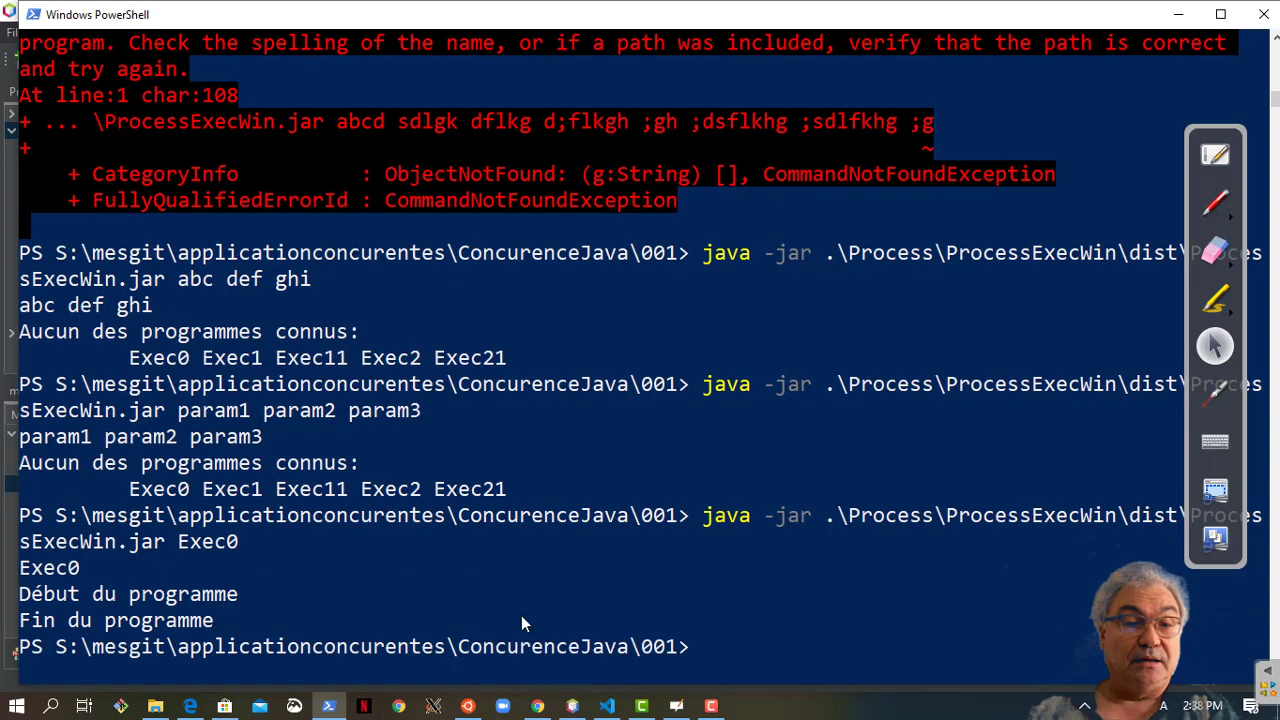 Windows PowerShell
program. Check the spelling of the name, or if a path was included, verify that the path is correct
and try again.
At line:1 char:108
+ ... \ProcessExecWin.jar abcd sdlgk dflkg d;flkgh ;gh ;dsflkhg ;sdlfkhg ;g
+ ~
+ CategoryInfo : ObjectNotFound: (g:String) [], CommandNotFoundException
+ FullyQualifiedErrorId : CommandNotFoundException
PS S:\mesgit\applicationconcurentes\ConcurenceJava\001> java -jar .\Process\ProcessExecWin\dist\Proces
sExecWin.jar abc def ghi
abc def ghi
Aucun des programmes connus:
Exec0 Exec1 Exec11 Exec2 Exec21
PS S:\mesgit\applicationconcurentes\ConcurenceJava\001> java -jar .\Process\ProcessExecWin\dist\Proces
sExecWin.jar param1 param2 param3
param1 param2 param3
Aucun des programmes connus:
Exec0 Exec1 Exec11 Exec2 Exec21
PS S:\mesgit\applicationconcurentes\ConcurenceJava\001> java -jar .\Process\ProcessExecWin\dist\Proces
sExecWin.jar Exec0
Exec0
Début du programme
Fin du programme
PS S:\mesgit\applicationconcurentes\ConcurenceJava\001>
A 2:38 PM